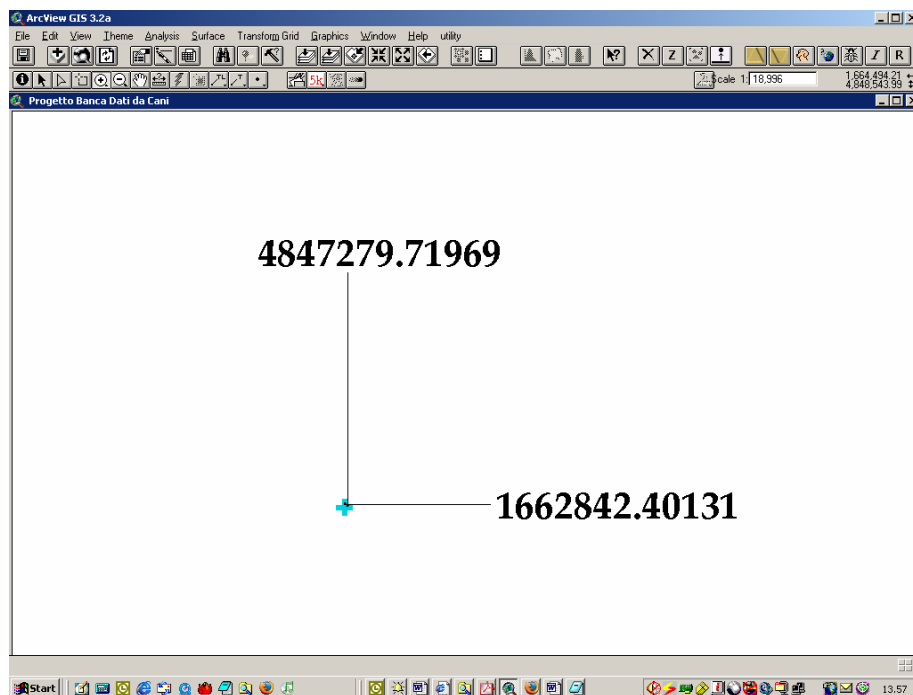 ArcView GIS 3.2a
File Edit View Theme Analysis Surface Transform Grid Graphics Window Help utility
Z I R
5k Scale 1: 18,996 1,664,494.21
4,848,543.99
Progetto Banca Dati da Cani
4847279.71969
1662842.40131
Start 13.57